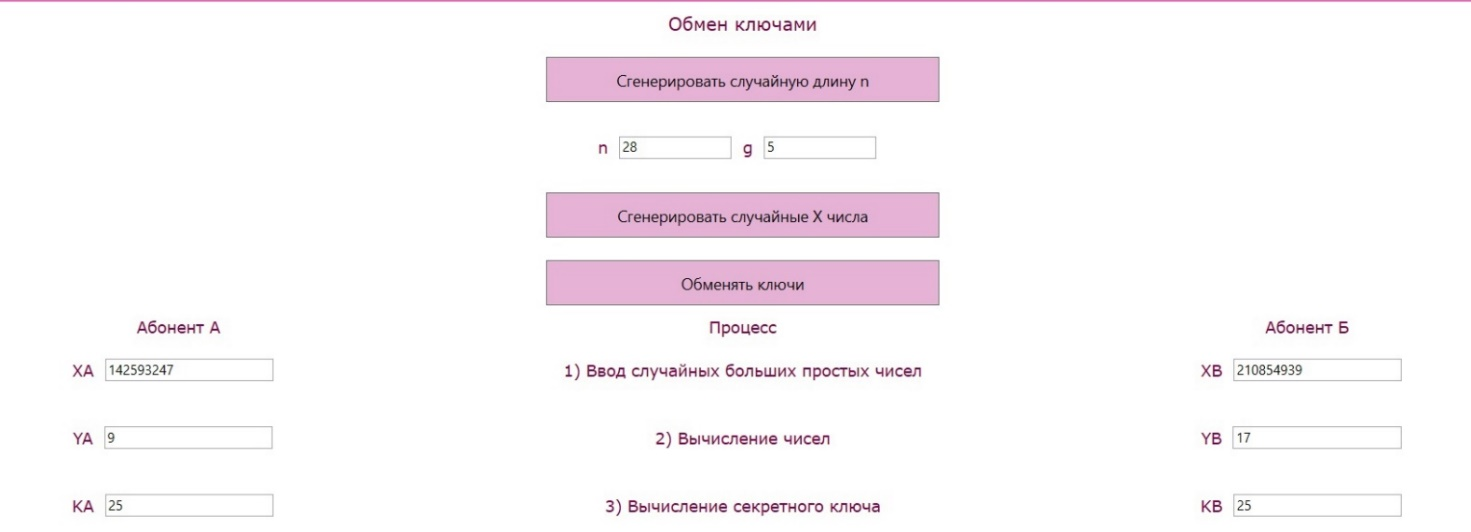 Обмен ключами
Сгенерировать случайную длину n
n 28 g 5
Сгенерировать случайные X числа
Обменять ключи
Абонент А Процесс Абонент Б
XA 142593247 1) Ввод случайных больших простых чисел XB 210854939
YA 9 2) Вычисление чисел YB 17
KA 25 3) Вычисление секретного ключа KB 25